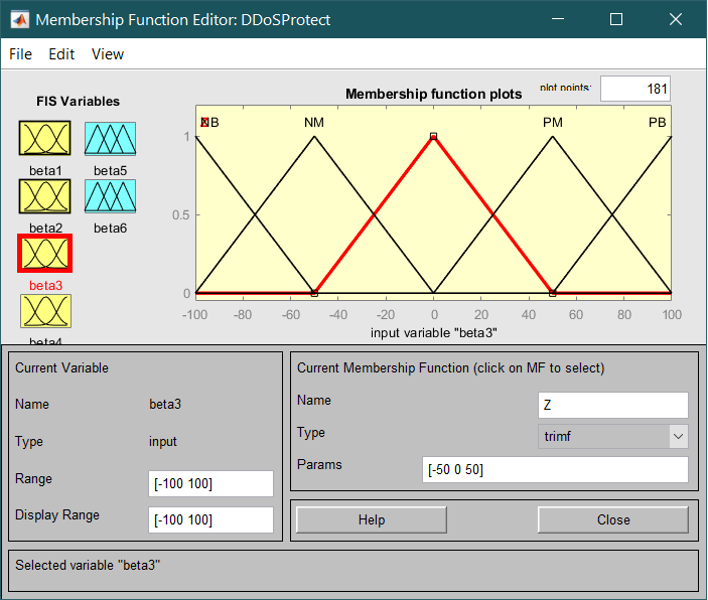 Membership Function Editor: DDoSProtect
File Edit View
FIS Variables
beta1 beta5
beta2 beta6
beta3
beta4
Membership function plots
plot points: 181
NB NM PM PB
1
0.5
0
-100 -80 -60 -40 -20 0 20 40 60 80 100
input variable "beta3"
Current Variable
Name beta3
Type input
Range [-100 100]
Display Range [-100 100]
Current Membership Function (click on MF to select)
Name Z
Type trimf
Params [-50 0 50]
Help Close
Selected variable "beta3"